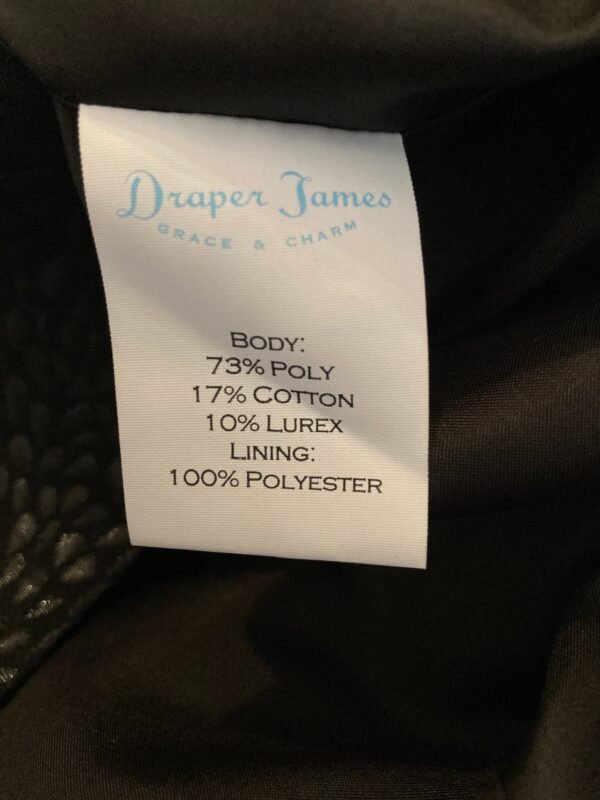 Draper James
GRACE & CHARM
BODY:
73% POLY
17% COTTON
10% LUREX
LINING:
100% POLYESTER